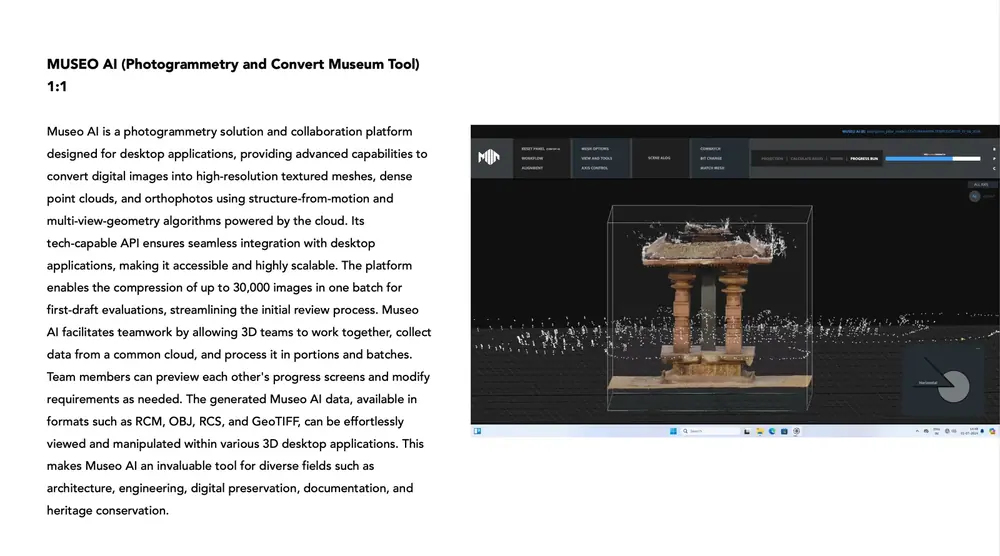 MUSEO AI (Photogrammetry and Convert Museum Tool)
1:1
Museo AI is a photogrammetry solution and collaboration platform
designed for desktop applications, providing advanced capabilities to
convert digital images into high-resolution textured meshes, dense
point clouds, and orthophotos using structure-from-motion and
multi-view-geometry algorithms powered by the cloud. Its
tech-capable API ensures seamless integration with desktop
applications, making it accessible and highly scalable. The platform
enables the compression of up to 30,000 images in one batch for
first-draft evaluations, streamlining the initial review process. Museo
AI facilitates teamwork by allowing 3D teams to work together, collect
data from a common cloud, and process it in portions and batches.
Team members can preview each other's progress screens and modify
requirements as needed. The generated Museo AI data, available in
formats such as RCM, OBJ, RCS, and GeoTIFF, can be effortlessly
viewed and manipulated within various 3D desktop applications. This
makes Museo AI an invaluable tool for diverse fields such as
architecture, engineering, digital preservation, documentation, and
heritage conservation.
RESET PANEL
WORKFLOW
ALIGNMENT
MESH OPTIONS
VIEW AND TOOLS
AXIS CONTROL
SCENE ALOG
COMBATCH
BIT CHANGE
PROGRESS RUN
Search